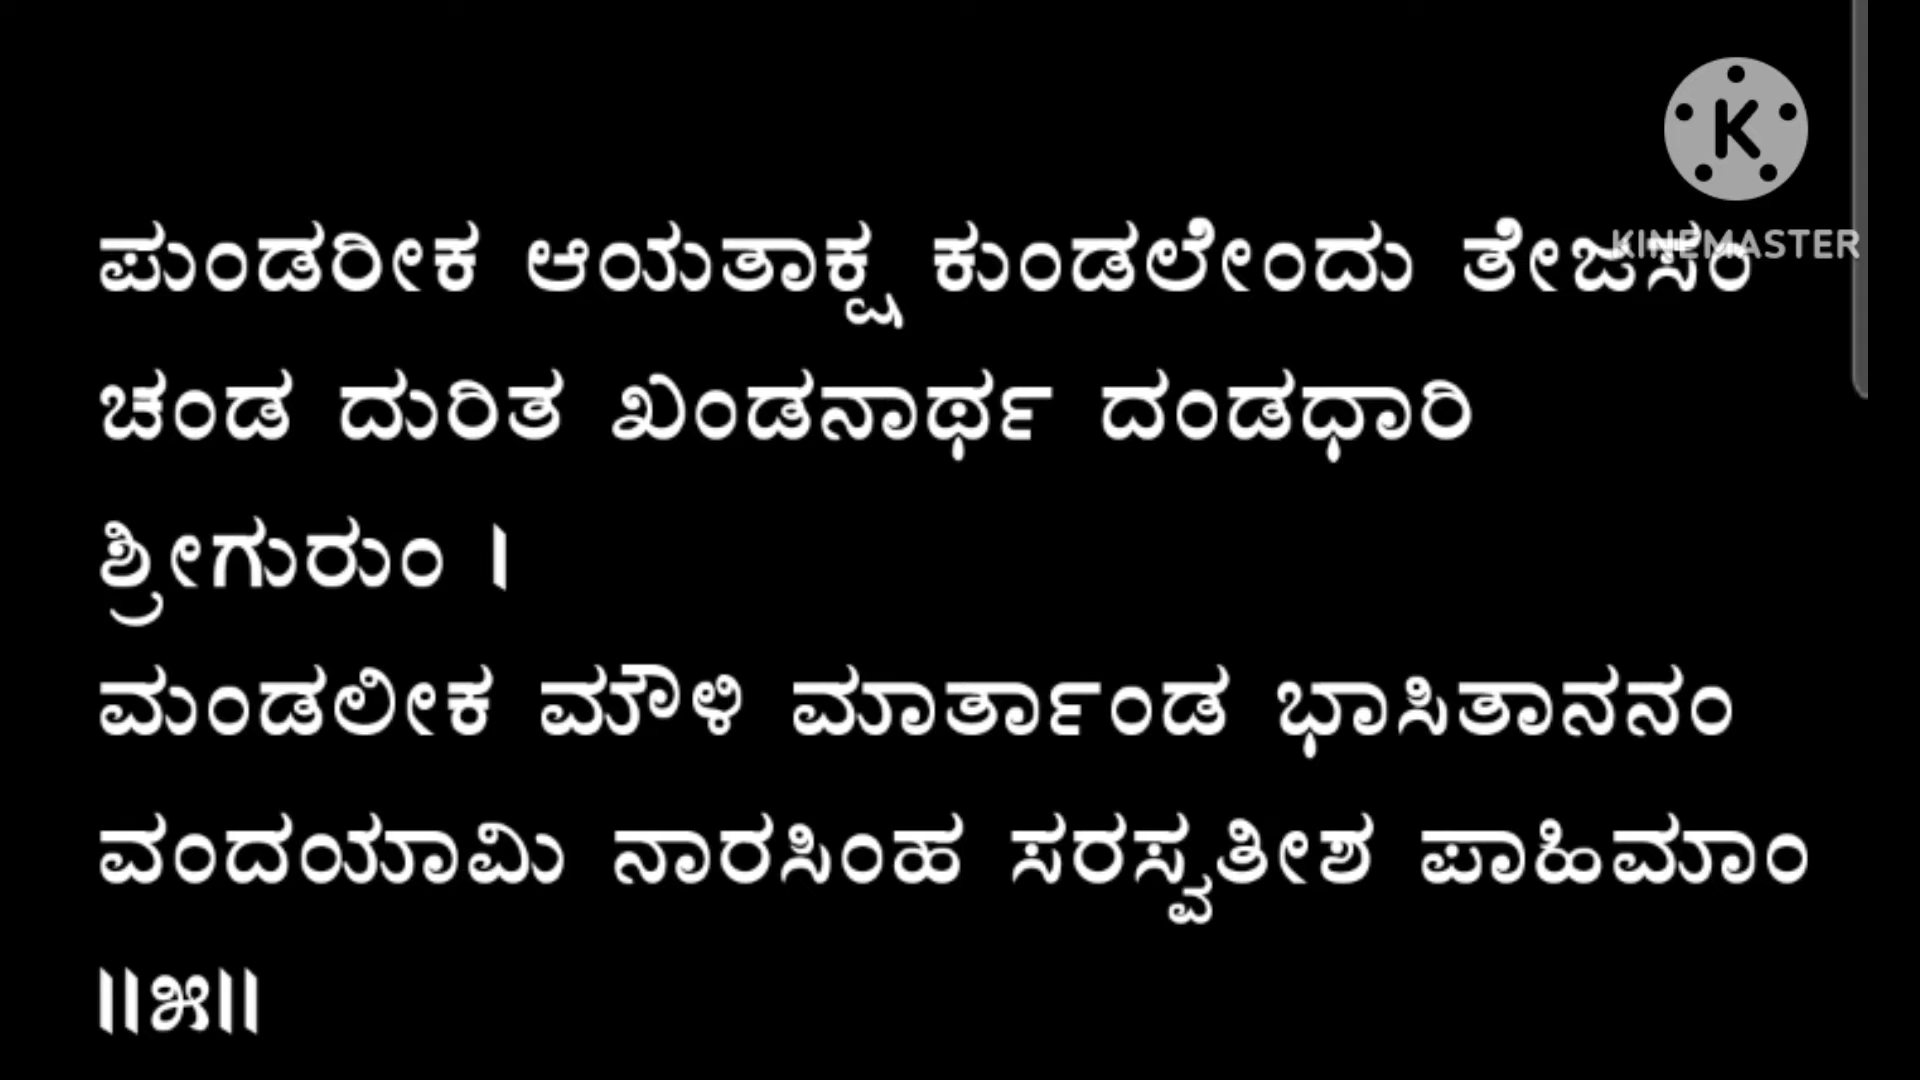 K
KINEMASTER
ಪುಂಡರೀಕ ಆಯತಾಕ್ಷ ಕುಂಡಲೇಂದು ತೇಜಸಂ
ಚಂಡ ದುರಿತ ಖಂಡನಾರ್ಥ ದಂಡಧಾರಿ
ಶ್ರೀಗುರುಂ ।
ಮಂಡಲೀಕ ಮೌಳಿ ಮಾರ್ತಾಂಡ ಭಾಸಿತಾನನಂ
ವಂದಯಾಮಿ ನಾರಸಿಂಹ ಸರಸ್ವತೀಶ ಪಾಹಿಮಾಂ
॥೫॥